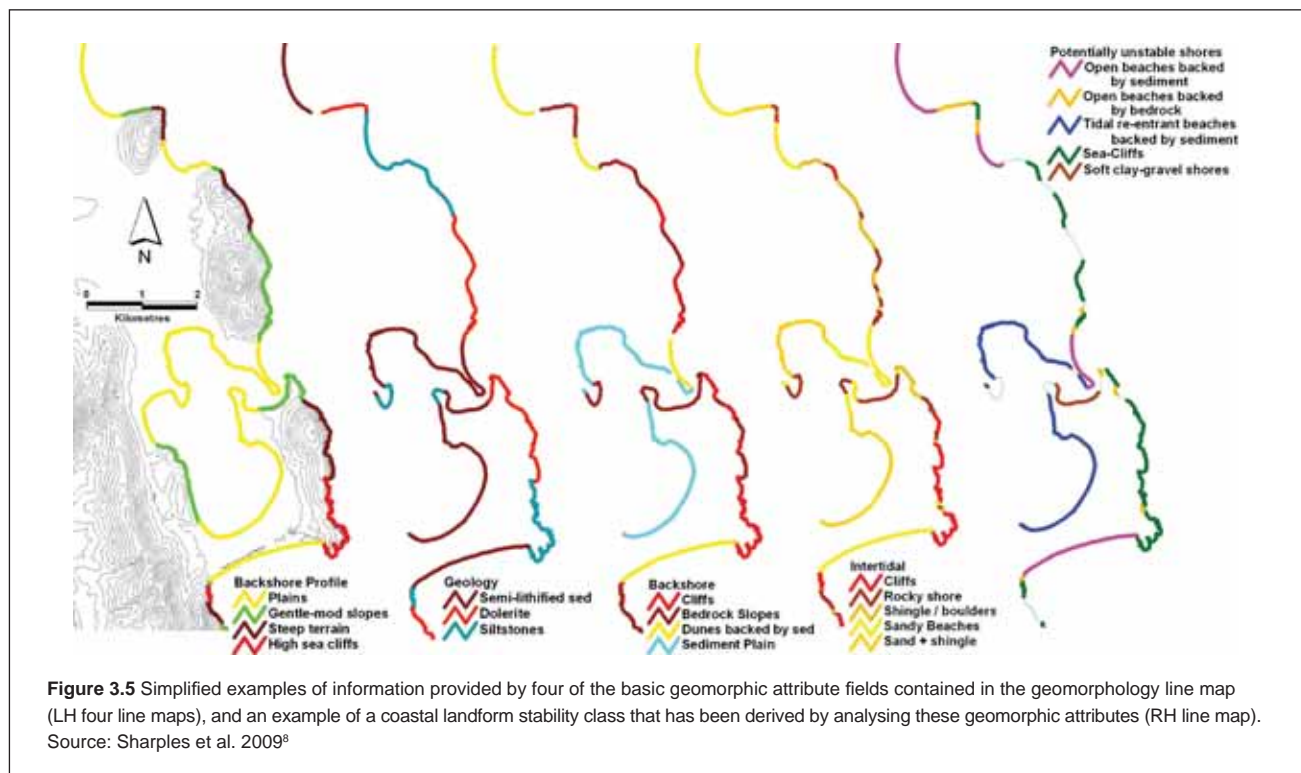 Potentially unstable shores
Open beaches backed
by sediment
Open beaches backed
by bedrock
Tidal re-entrant beaches
backed by sediment
Sea-Cliffs
Soft clay-gravel shores
N
0 1 2
Kilometres
Backshore Profile
Plains
Gentle-mod slopes
Steep terrain
High sea cliffs
Geology
Semi-lithified sed
Dolerite
Siltstones
Backshore
Cliffs
Bedrock Slopes
Dunes backed by sed
Sediment Plain
Intertidal
Cliffs
Rocky shore
Shingle / boulders
Sandy Beaches
Sand + shingle
Figure 3.5 Simplified examples of information provided by four of the basic geomorphic attribute fields contained in the geomorphology line map
(LH four line maps), and an example of a coastal landform stability class that has been derived by analysing these geomorphic attributes (RH line map).
Source: Sharples et al. 2009⁸